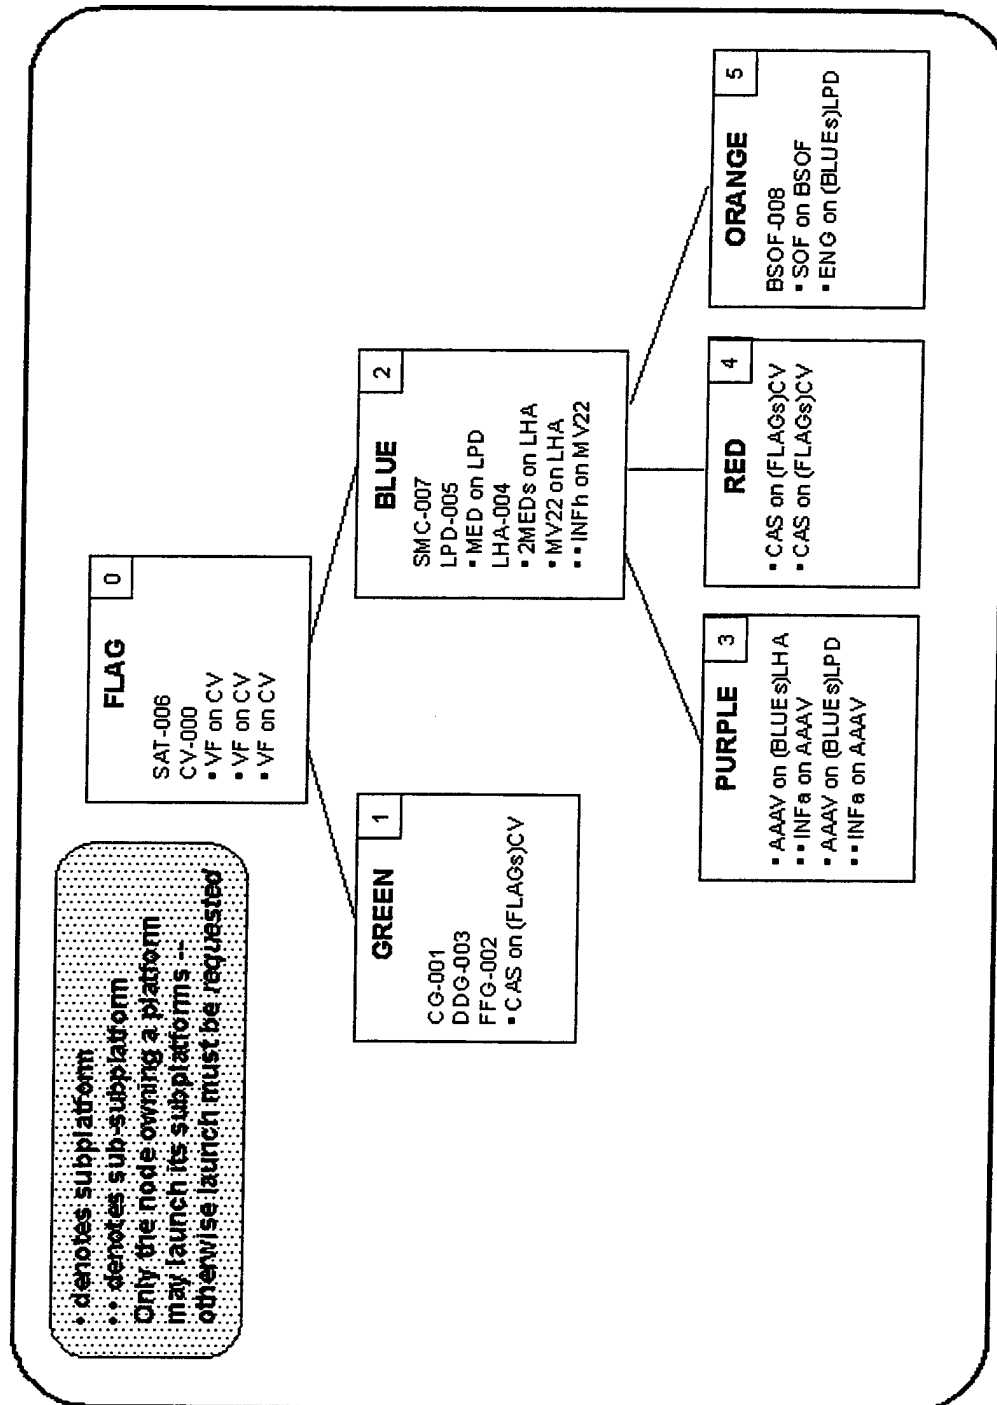 • denotes subplatform
• • denotes sub-subplatform
Only the node owning a platform
may launch its subplatforms --
otherwise launch must be requested
FLAG
0
SAT-006
CV-000
▪ VF on CV
▪ VF on CV
▪ VF on CV
GREEN
1
CG-001
DDG-003
FFG-002
▪ CAS on (FLAGs)CV
BLUE
2
SMC-007
LPD-005
▪ MED on LPD
LHA-004
▪ 2MEDs on LHA
▪ MV22 on LHA
▪▪ INFh on MV22
PURPLE
3
▪ AAAV on (BLUEs)LHA
▪▪ INFa on AAAV
▪ AAAV on (BLUEs)LPD
▪▪ INFa on AAAV
RED
4
▪ CAS on (FLAGs)CV
▪ CAS on (FLAGs)CV
ORANGE
5
BSOF-008
▪ SOF on BSOF
▪ ENG on (BLUEs)LPD